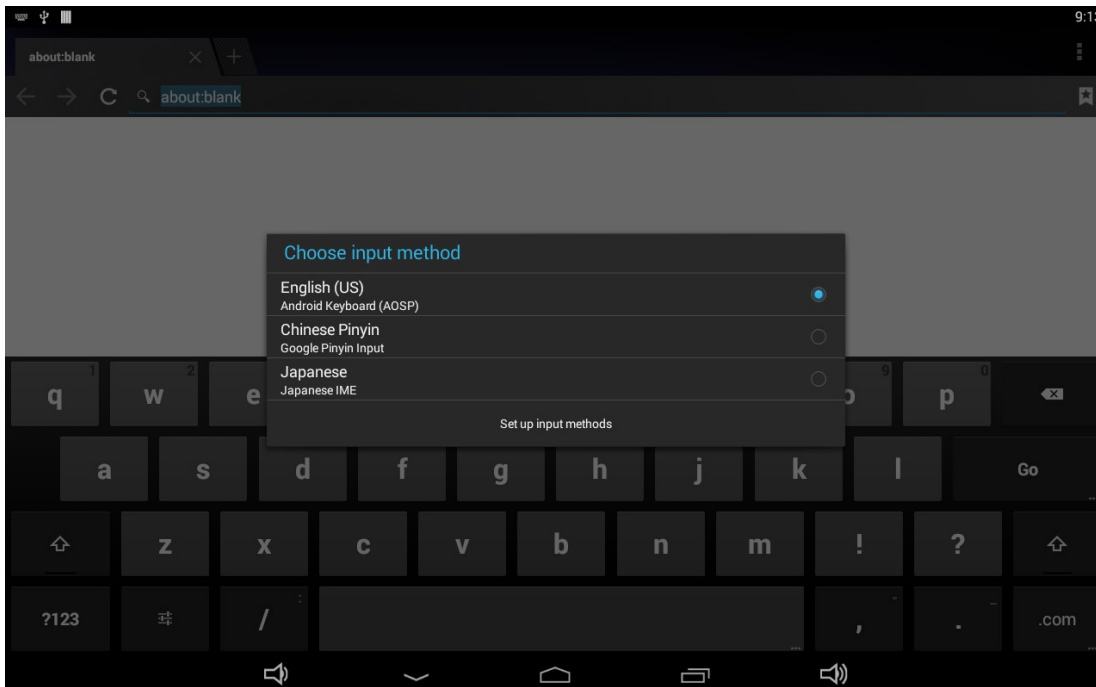 9:13
about:blank
about:blank
Choose input method
English (US)
Android Keyboard (AOSP)
Chinese Pinyin
Google Pinyin Input
Japanese
Japanese IME
Set up input methods
1 2 9 0
q w e p
a s d f g h j k l Go
z x c v b n m ! ?
?123 / : , - . _ .com